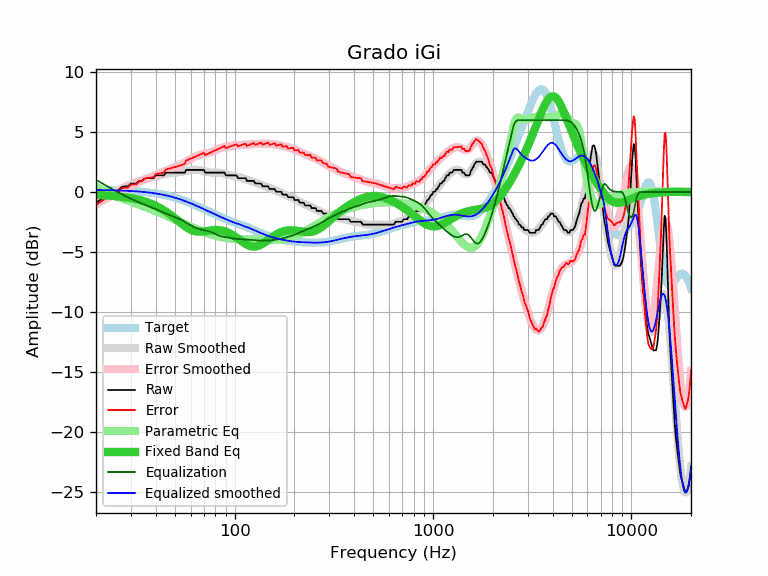 Grado iGi
10
5
0
−5
−10
−15
−20
−25
Amplitude (dBr)
Target
Raw Smoothed
Error Smoothed
Raw
Error
Parametric Eq
Fixed Band Eq
Equalization
Equalized smoothed
100
1000
10000
Frequency (Hz)